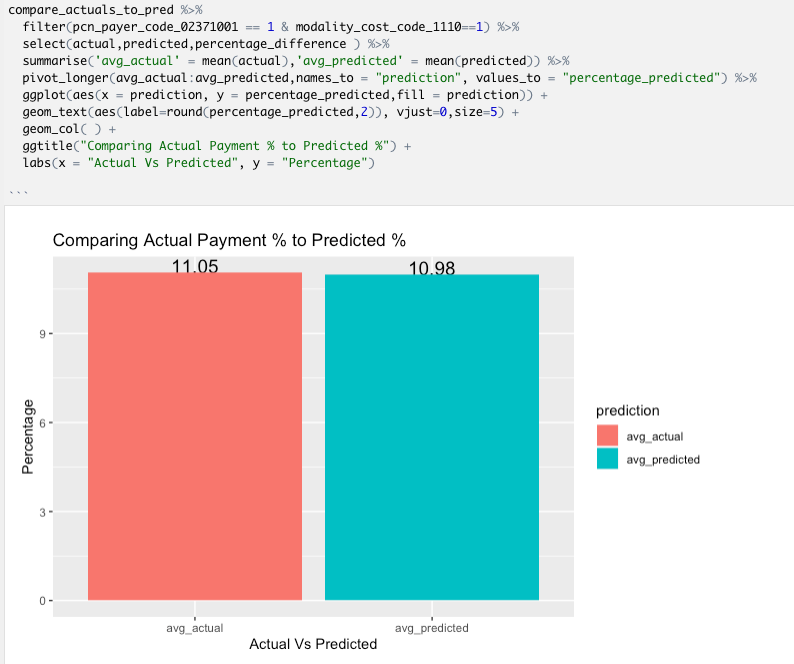 compare_actuals_to_pred %>%
filter(pcn_payer_code_02371001 == 1 & modality_cost_code_1110==1) %>%
select(actual,predicted,percentage_difference ) %>%
summarise('avg_actual' = mean(actual),'avg_predicted' = mean(predicted)) %>%
pivot_longer(avg_actual:avg_predicted,names_to = "prediction", values_to = "percentage_predicted") %>%
ggplot(aes(x = prediction, y = percentage_predicted,fill = prediction)) +
geom_text(aes(label=round(percentage_predicted,2)), vjust=0,size=5) +
geom_col( ) +
ggtitle("Comparing Actual Payment % to Predicted %") +
labs(x = "Actual Vs Predicted", y = "Percentage")
```
Comparing Actual Payment % to Predicted %
11.05
10.98
9
6
3
0
Percentage
avg_actual
avg_predicted
Actual Vs Predicted
prediction
avg_actual
avg_predicted